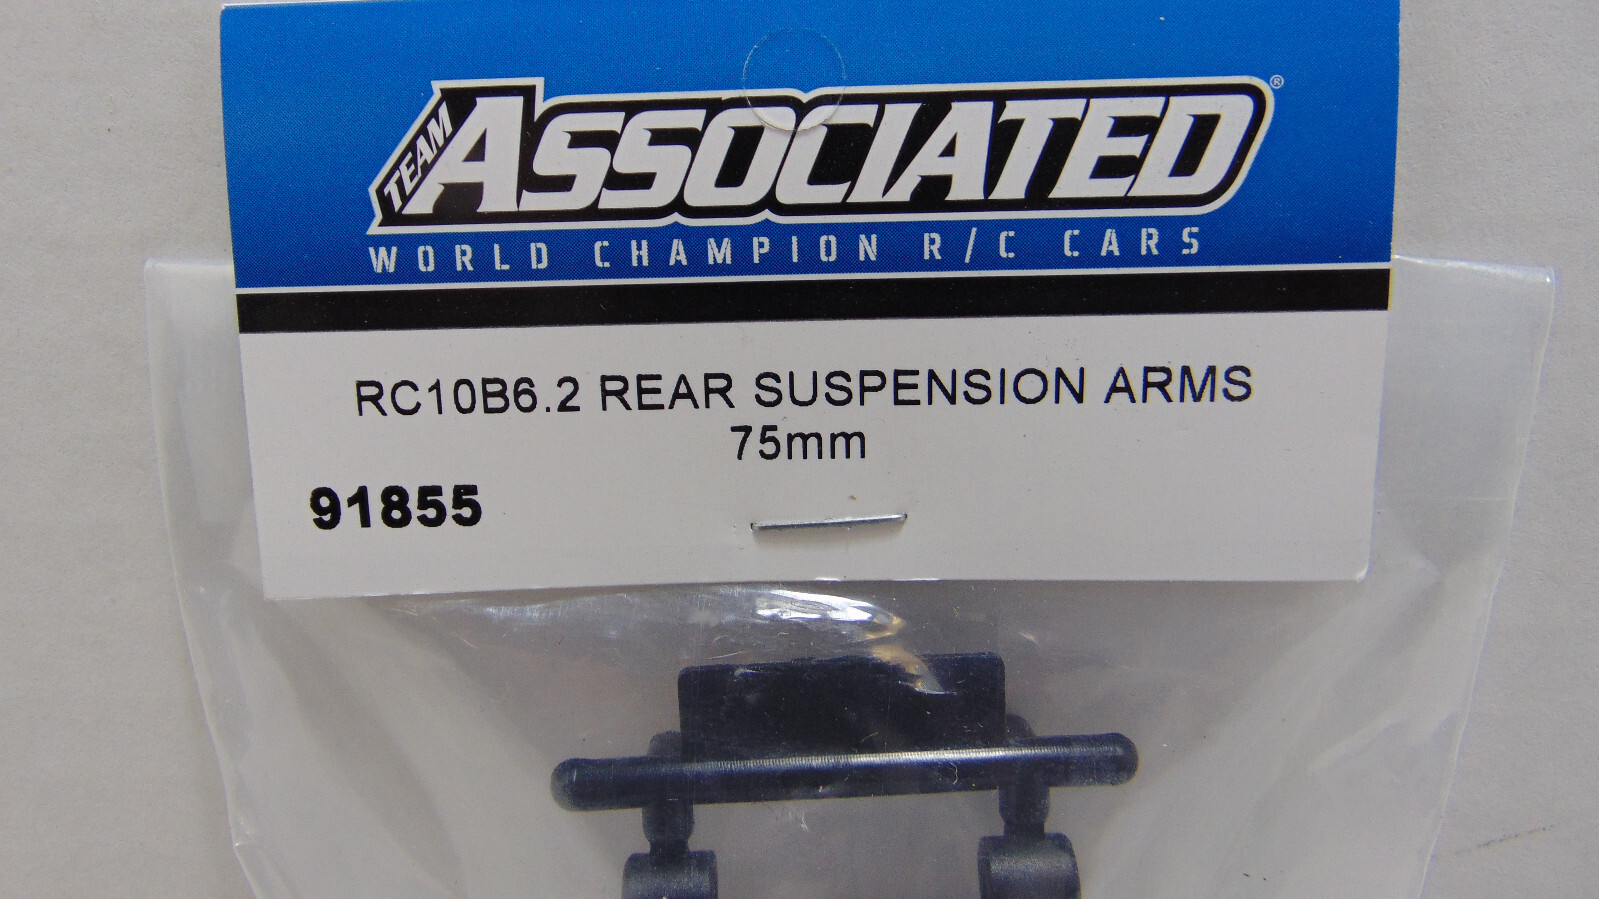 TEAM ASSOCIATED®
WORLD CHAMPION R/C CARS
RC10B6.2 REAR SUSPENSION ARMS
75mm
91855